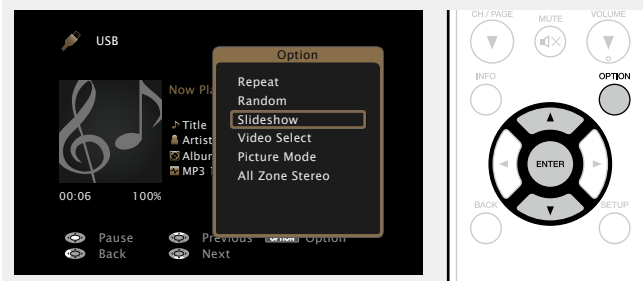 USB
Option
Repeat
Random
Slideshow
Video Select
Picture Mode
All Zone Stereo
Now Pla
Title
Artist
Albu
MP3
00:06 100%
Pause
Previous
OPTION Option
Back
Next
CH / PAGE
MUTE
VOLUME
INFO
OPTION
ENTER
BACK
SETUP